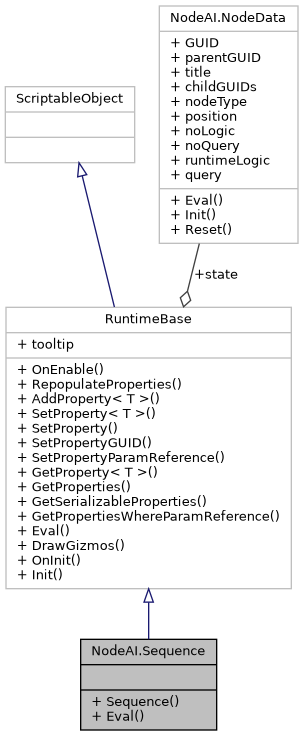 NodeAI.NodeData
+ GUID
+ parentGUID
+ title
+ childGUIDs
+ nodeType
+ position
+ noLogic
+ noQuery
+ runtimeLogic
+ query
+ Eval()
+ Init()
+ Reset()
ScriptableObject
+state
RuntimeBase
+ tooltip
+ OnEnable()
+ RepopulateProperties()
+ AddProperty< T >()
+ SetProperty< T >()
+ SetProperty()
+ SetPropertyGUID()
+ SetPropertyParamReference()
+ GetProperty< T >()
+ GetProperties()
+ GetSerializableProperties()
+ GetPropertiesWhereParamReference()
+ Eval()
+ DrawGizmos()
+ OnInit()
+ Init()
NodeAI.Sequence
+ Sequence()
+ Eval()